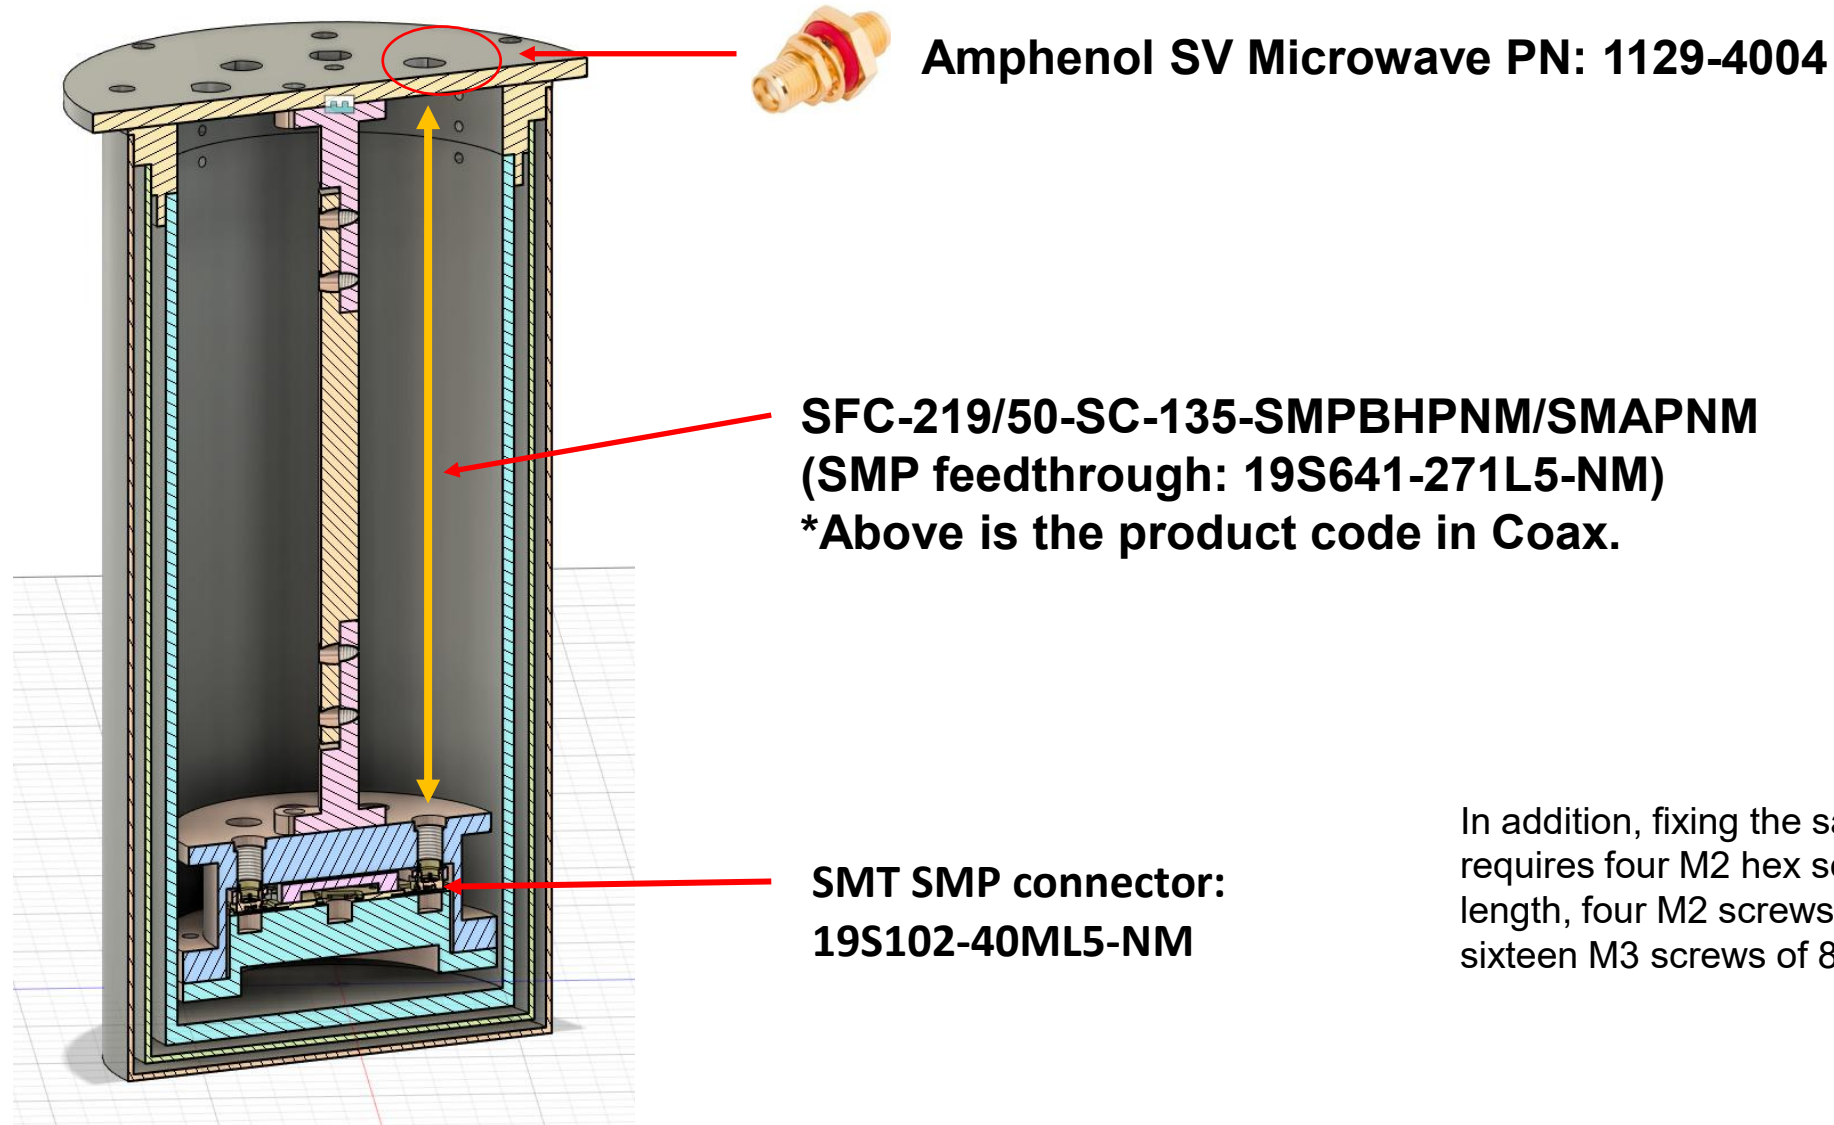 Amphenol SV Microwave PN: 1129-4004
SFC-219/50-SC-135-SMPBHPNM/SMAPNM
(SMP feedthrough: 19S641-271L5-NM)
*Above is the product code in Coax.
SMT SMP connector:
19S102-40ML5-NM
In addition, fixing the
requires four M2 hex
length, four M2 screws
sixteen M3 screws of 8